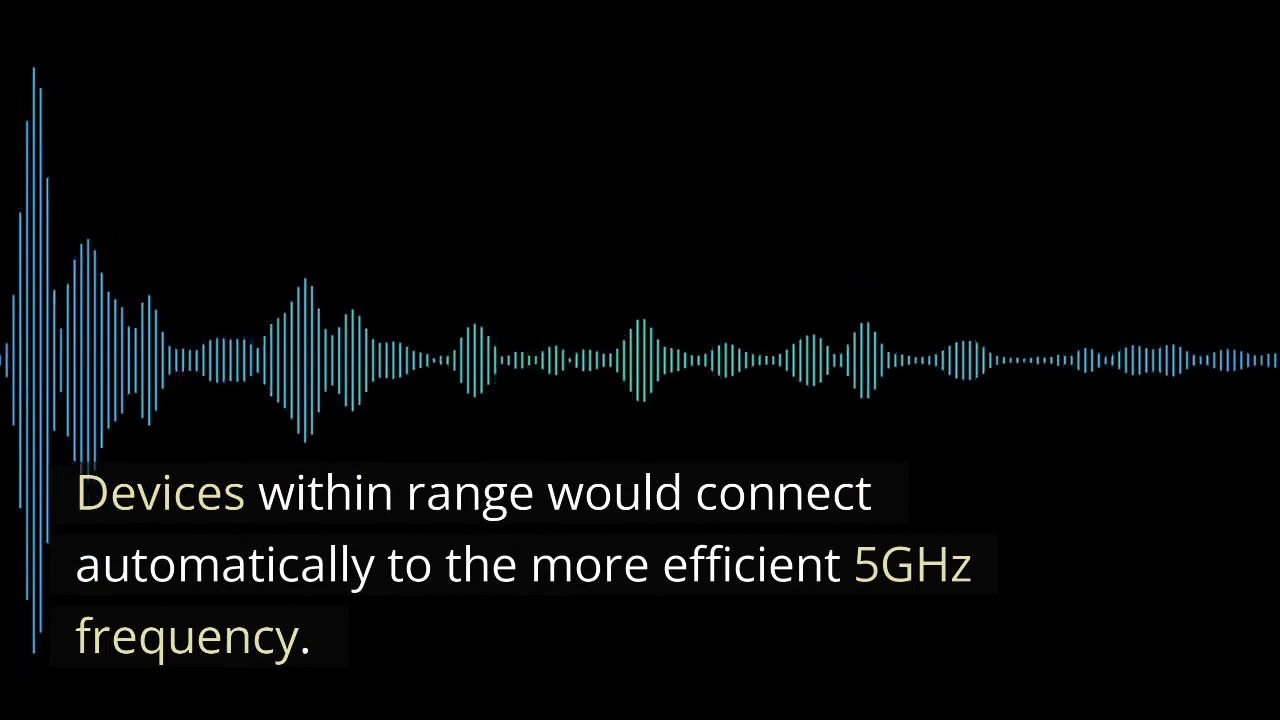 Devices within range would connect
automatically to the more efficient 5GHz
frequency.